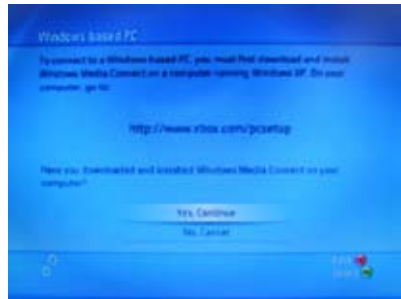 Windows based PC
To connect to a Windows-based PC, you must first download and install
Windows Media Connect on a computer running Windows XP. On your
computer, go to:
http://www.xbox.com/pcsetup
Have you downloaded and installed Windows Media Connect on your
computer?
Yes, Continue
No, Cancel